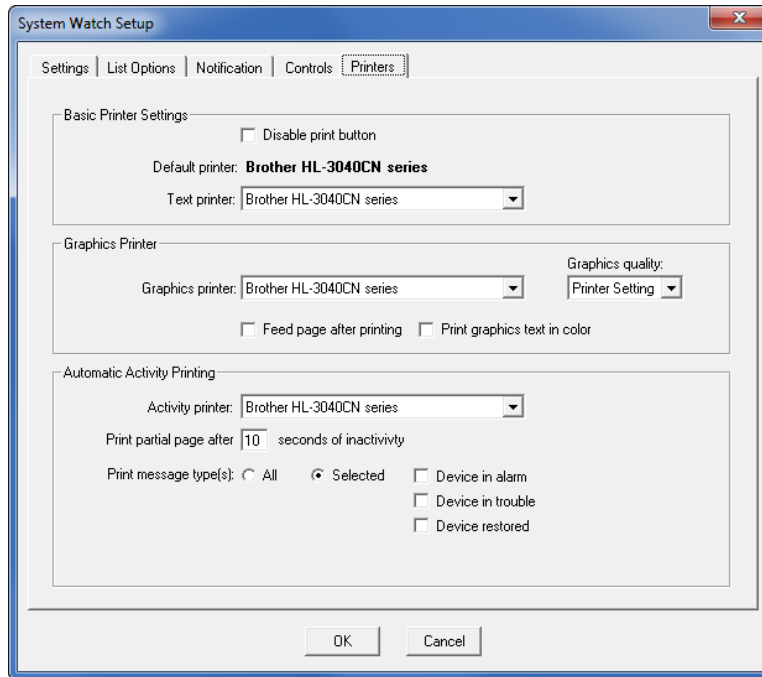 System Watch Setup
Settings List Options Notification Controls Printers
Basic Printer Settings
Disable print button
Default printer: Brother HL-3040CN series
Text printer: Brother HL-3040CN series
Graphics Printer
Graphics quality:
Graphics printer: Brother HL-3040CN series Printer Setting
Feed page after printing Print graphics text in color
Automatic Activity Printing
Activity printer: Brother HL-3040CN series
Print partial page after 10 seconds of inactivivty
Print message type(s): All Selected Device in alarm
Device in trouble
Device restored
OK Cancel